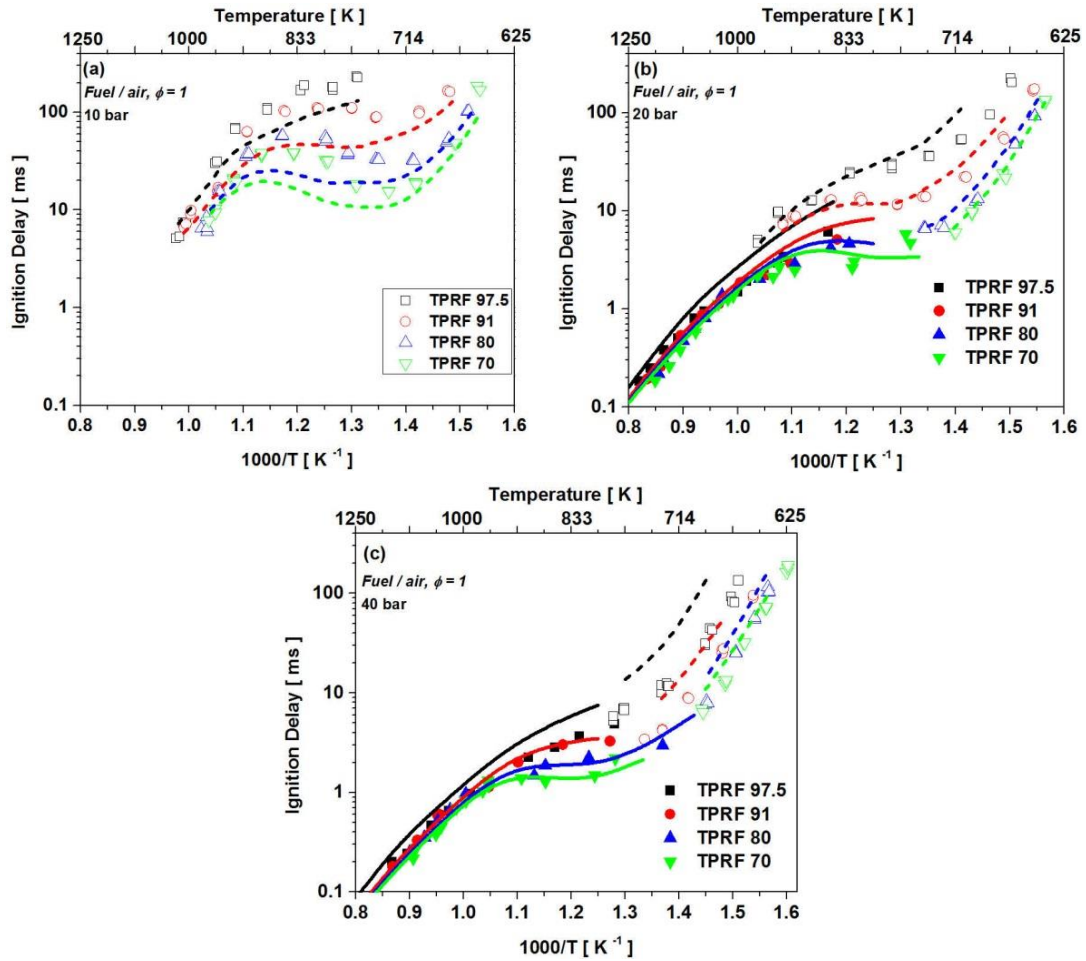 Temperature [ K ]
1250 1000 833 714 625
(a)
Fuel / air, ϕ = 1
10 bar
100
10
1
0.1
Ignition Delay [ ms ]
TPRF 97.5
TPRF 91
TPRF 80
TPRF 70
0.8 0.9 1.0 1.1 1.2 1.3 1.4 1.5 1.6
1000/T [ K ⁻¹ ]
Temperature [ K ]
1250 1000 833 714 625
(b)
Fuel / air, ϕ = 1
20 bar
100
10
1
0.1
Ignition Delay [ ms ]
TPRF 97.5
TPRF 91
TPRF 80
TPRF 70
0.8 0.9 1.0 1.1 1.2 1.3 1.4 1.5 1.6
1000/T [ K ⁻¹ ]
Temperature [ K ]
1250 1000 833 714 625
(c)
Fuel / air, ϕ = 1
40 bar
100
10
1
0.1
Ignition Delay [ ms ]
TPRF 97.5
TPRF 91
TPRF 80
TPRF 70
0.8 0.9 1.0 1.1 1.2 1.3 1.4 1.5 1.6
1000/T [ K ⁻¹ ]